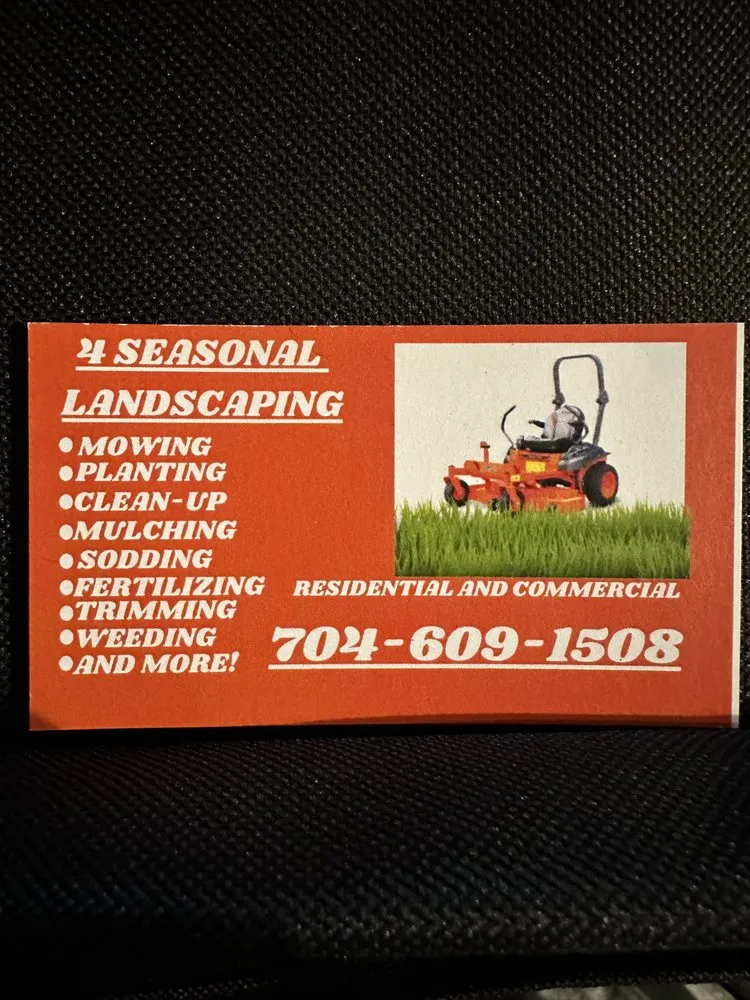 4 SEASONAL
LANDSCAPING
•MOWING
•PLANTING
•CLEAN-UP
•MULCHING
•SODDING
•FERTILIZING
•TRIMMING
•WEEDING
•AND MORE!
RESIDENTIAL AND COMMERCIAL
704-609-1508